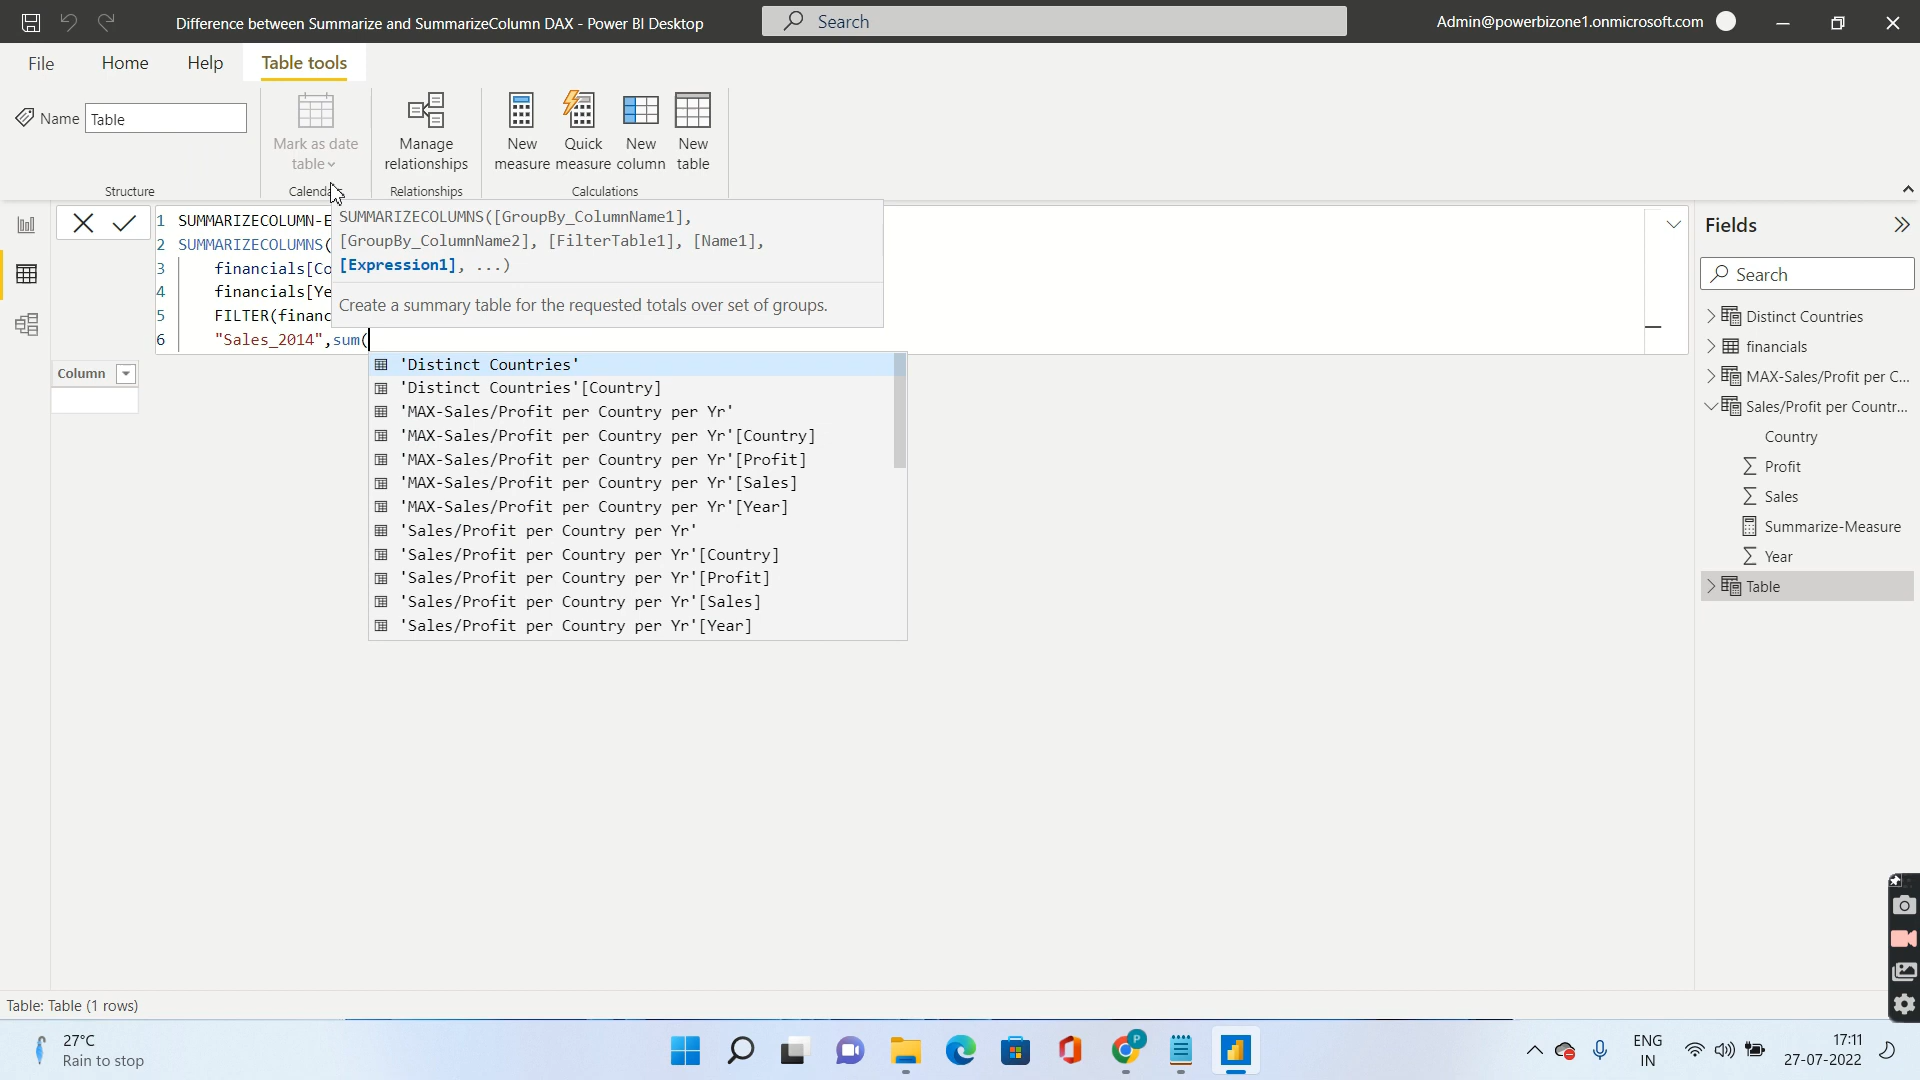 Difference between Summarize and SummarizeColumn DAX - Power BI Desktop
Search
Admin@powerbizone1.onmicrosoft.com
File
Home
Help
Table tools
Name
Table
Structure
Mark as date
table
Calendars
Manage
relationships
Relationships
New
measure
Quick
measure
New
column
New
table
Calculations
1 SUMMARIZECOLUMN-E
2 SUMMARIZECOLUMNS(
3 financials[Co
4 financials[Ye
5 FILTER(financ
6 "Sales_2014",sum(
SUMMARIZECOLUMNS([GroupBy_ColumnName1],
[GroupBy_ColumnName2], [FilterTable1], [Name1],
[Expression1], ...)
Create a summary table for the requested totals over set of groups.
'Distinct Countries'
'Distinct Countries'[Country]
'MAX-Sales/Profit per Country per Yr'
'MAX-Sales/Profit per Country per Yr'[Country]
'MAX-Sales/Profit per Country per Yr'[Profit]
'MAX-Sales/Profit per Country per Yr'[Sales]
'MAX-Sales/Profit per Country per Yr'[Year]
'Sales/Profit per Country per Yr'
'Sales/Profit per Country per Yr'[Country]
'Sales/Profit per Country per Yr'[Profit]
'Sales/Profit per Country per Yr'[Sales]
'Sales/Profit per Country per Yr'[Year]
Column
Fields
Search
Distinct Countries
financials
MAX-Sales/Profit per C...
Sales/Profit per Countr...
Country
Profit
Sales
Summarize-Measure
Year
Table
Table: Table (1 rows)
27°C
Rain to stop
P
ENG
IN
17:11
27-07-2022